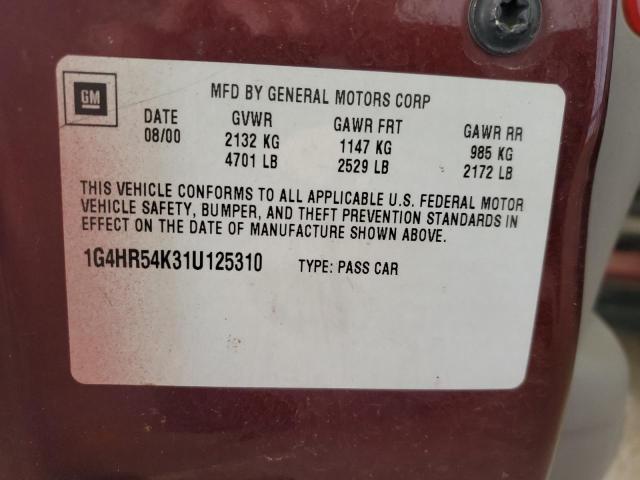 GM
MFD BY GENERAL MOTORS CORP
DATE GVWR GAWR FRT GAWR RR
08/00 2132 KG 1147 KG 985 KG
4701 LB 2529 LB 2172 LB
THIS VEHICLE CONFORMS TO ALL APPLICABLE U.S. FEDERAL MOTOR
VEHICLE SAFETY, BUMPER, AND THEFT PREVENTION STANDARDS IN
EFFECT ON THE DATE OF MANUFACTURE SHOWN ABOVE.
1G4HR54K31U125310 TYPE: PASS CAR